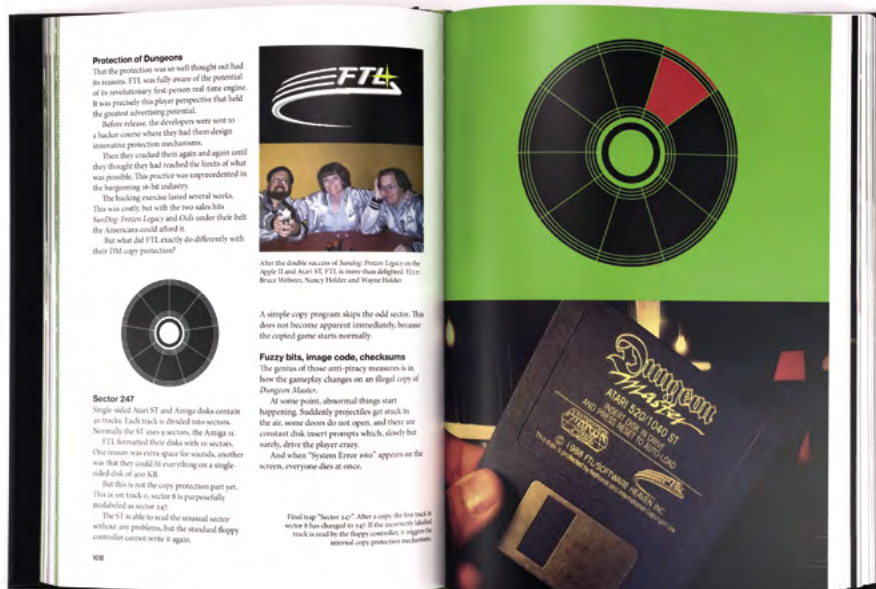 Protection of Dungeons
That the protection was so well thought out had
its reasons. FTL was fully aware of the potential
of its revolutionary first-person real-time engine.
It was precisely this player perspective that held
the greatest advertising potential.
Before release, the developers were sent to
a hacker course where they had them design
innovative protection mechanisms.
Then they cracked them again and again until
they thought they had reached the limits of what
was possible. This practice was unprecedented in
the burgeoning 16-bit industry.
The hacking exercise lasted several weeks.
This was costly, but with the two sales hits
SunDog: Frozen Legacy and Oids under their belt
the Americans could afford it.
But what did FTL exactly do differently with
their DM copy protection?
Sector 247
Single-sided Atari ST and Amiga disks contain
tracks. Each track is divided into sectors.
Normally the ST uses 9 sectors, the Amiga 11.
FTL formatted their disks with 10 sectors.
One reason was extra space for sounds, another
was that they could fit everything on a single-
sided disk of 400 KB.
But this is not the copy protection part yet.
This is: on track 0, sector 8 is purposefully
mislabeled as sector 247.
The ST is able to read the unusual sector
without any problems, but the standard floppy
controller cannot write it again.
108
FTL
After the double success of Sundog: Frozen Legacy on the
Apple II and Atari ST, FTL is more than delighted.
Bruce Webster, Nancy Holder and Wayne Holder.
A simple copy program skips the odd sector. This
does not become apparent immediately, because
the copied game starts normally.
Fuzzy bits, image code, checksums
The genius of those anti-piracy measures is in
how the gameplay changes on an illegal copy of
Dungeon Master.
At some point, abnormal things start
happening. Suddenly projectiles get stuck in
the air, some doors do not open, and there are
constant disk insert prompts which, slowly but
surely, drive the player crazy.
And when "System Error #60" appears on the
screen, everyone dies at once.
Final trap "Sector 247". After a copy, the first track in
sector 8 has changed to 247. If the incorrectly labelled
track is read by the floppy controller, it triggers the
internal copy protection mechanisms.
Dungeon
Master
ATARI 520/1040 ST
INSERT DISK IN DRIVE
AND PRESS RESET TO AUTO-LOAD
© 1988 FTL/SOFTWARE HEAVEN INC.
This disk is protected by National and International Copyright Law